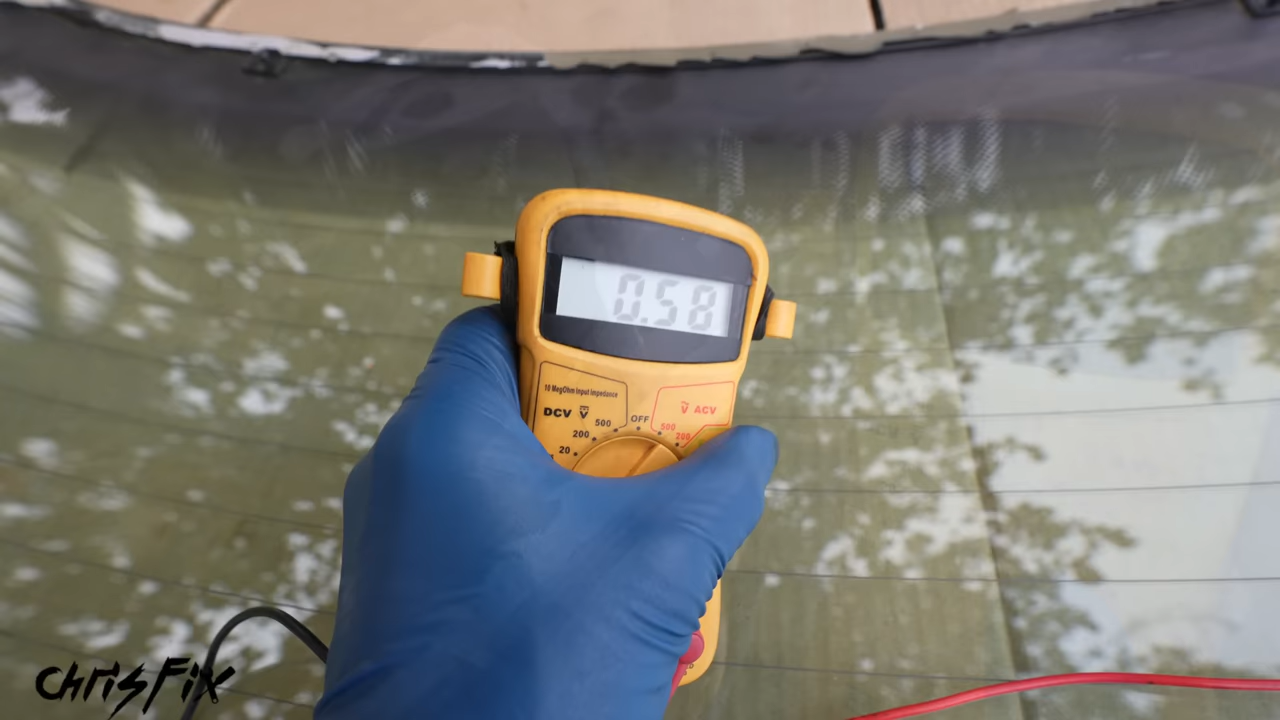 0.58
10 MegOhm Input Impedance
DCV V
V ACV
OFF
500
500
200
200
20
ChrisFix